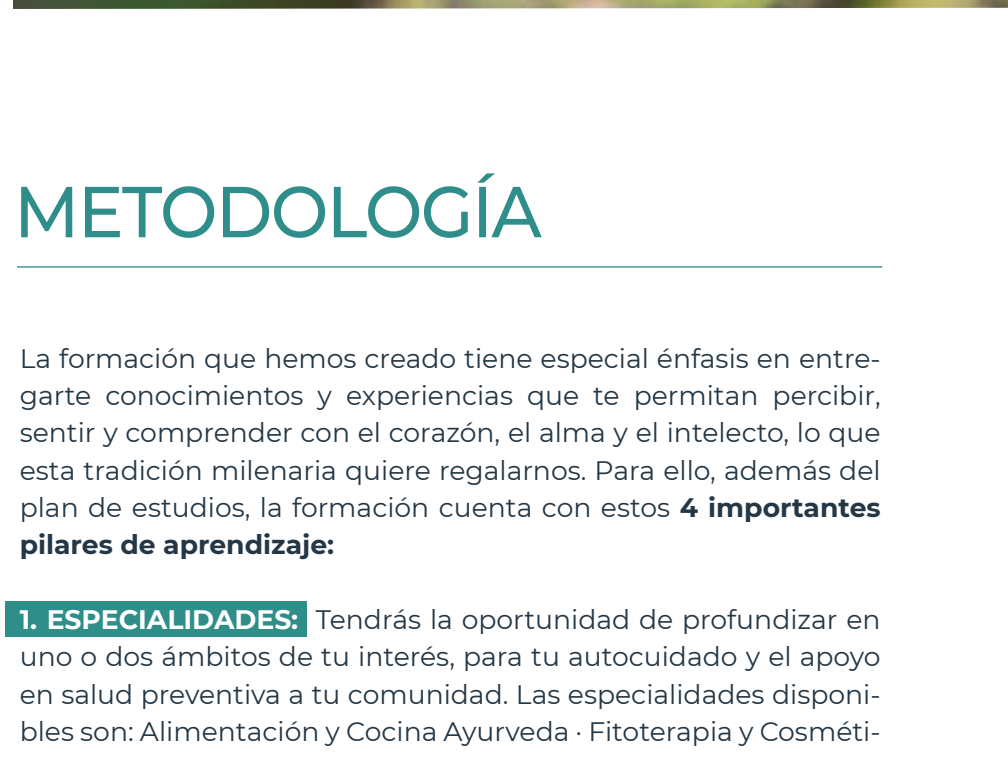 METODOLOGÍA
La formación que hemos creado tiene especial énfasis en entre-
garte conocimientos y experiencias que te permitan percibir,
sentir y comprender con el corazón, el alma y el intelecto, lo que
esta tradición milenaria quiere regalarnos. Para ello, además del
plan de estudios, la formación cuenta con estos 4 importantes
pilares de aprendizaje:
1. ESPECIALIDADES: Tendrás la oportunidad de profundizar en
uno o dos ámbitos de tu interés, para tu autocuidado y el apoyo
en salud preventiva a tu comunidad. Las especialidades disponi-
bles son: Alimentación y Cocina Ayurveda · Fitoterapia y Cosméti-